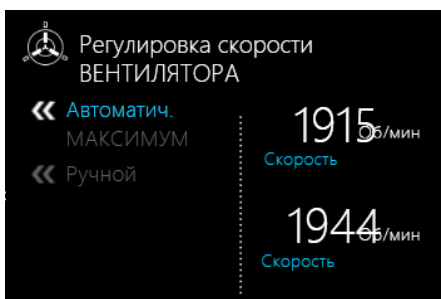 Регулировка скорости
ВЕНТИЛЯТОРА
Автоматич.
МАКСИМУМ
Ручной
1915 Об/мин
Скорость
1944 Об/мин
Скорость